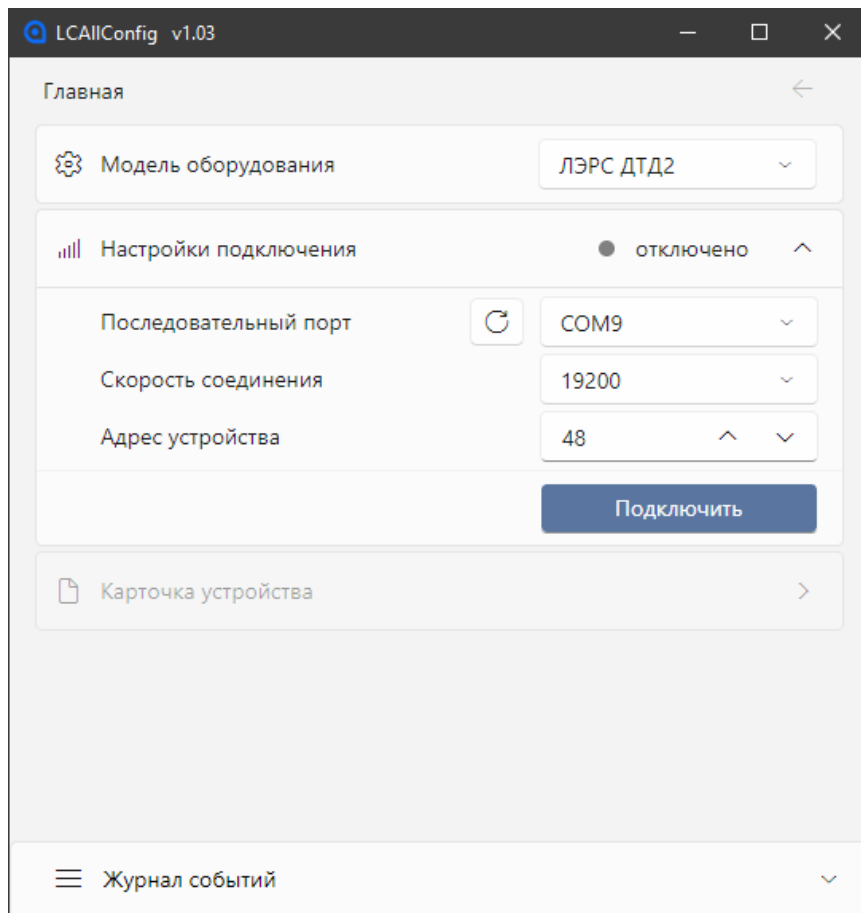 LCAllConfig v1.03
Главная
Модель оборудования ЛЭРС ДТД2
Настройки подключения отключено
Последовательный порт COM9
Скорость соединения 19200
Адрес устройства 48
Подключить
Карточка устройства
Журнал событий